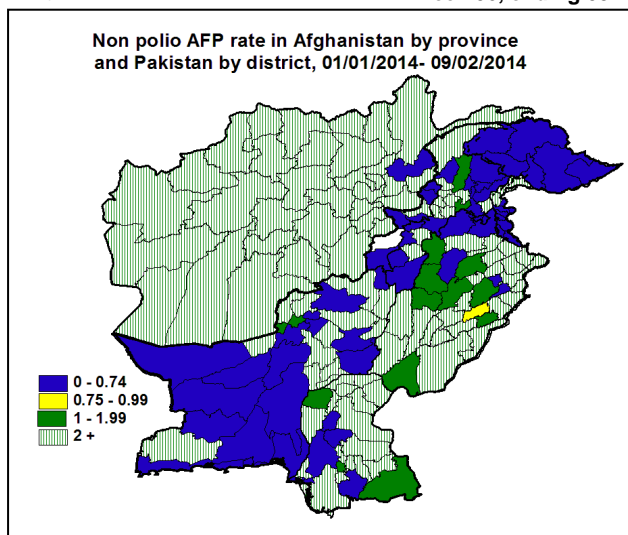 Non polio AFP rate in Afghanistan by province
and Pakistan by district, 01/01/2014- 09/02/2014
0 - 0.74
0.75 - 0.99
1 - 1.99
2 +